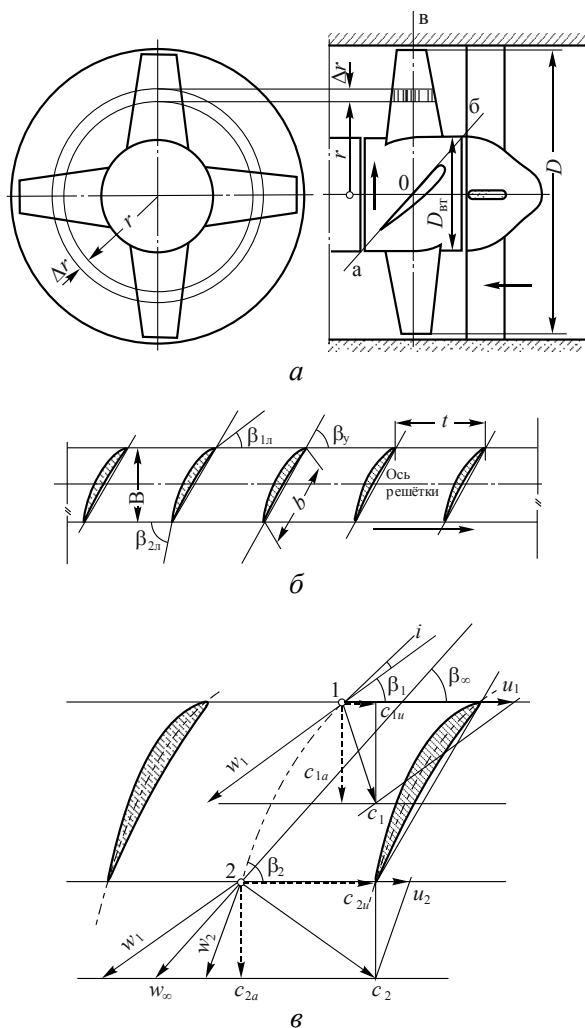 в
Δr
r
б
0
D
D вт
а
r
Δr
а
β1л
βу
t
B
b
Ось
решётки
β2л
б
i
1
β1
β∞
u1
c1u
w1
c1a
c1
2
β2
c2u
u2
w1
w2
w∞
c2a
c2
в